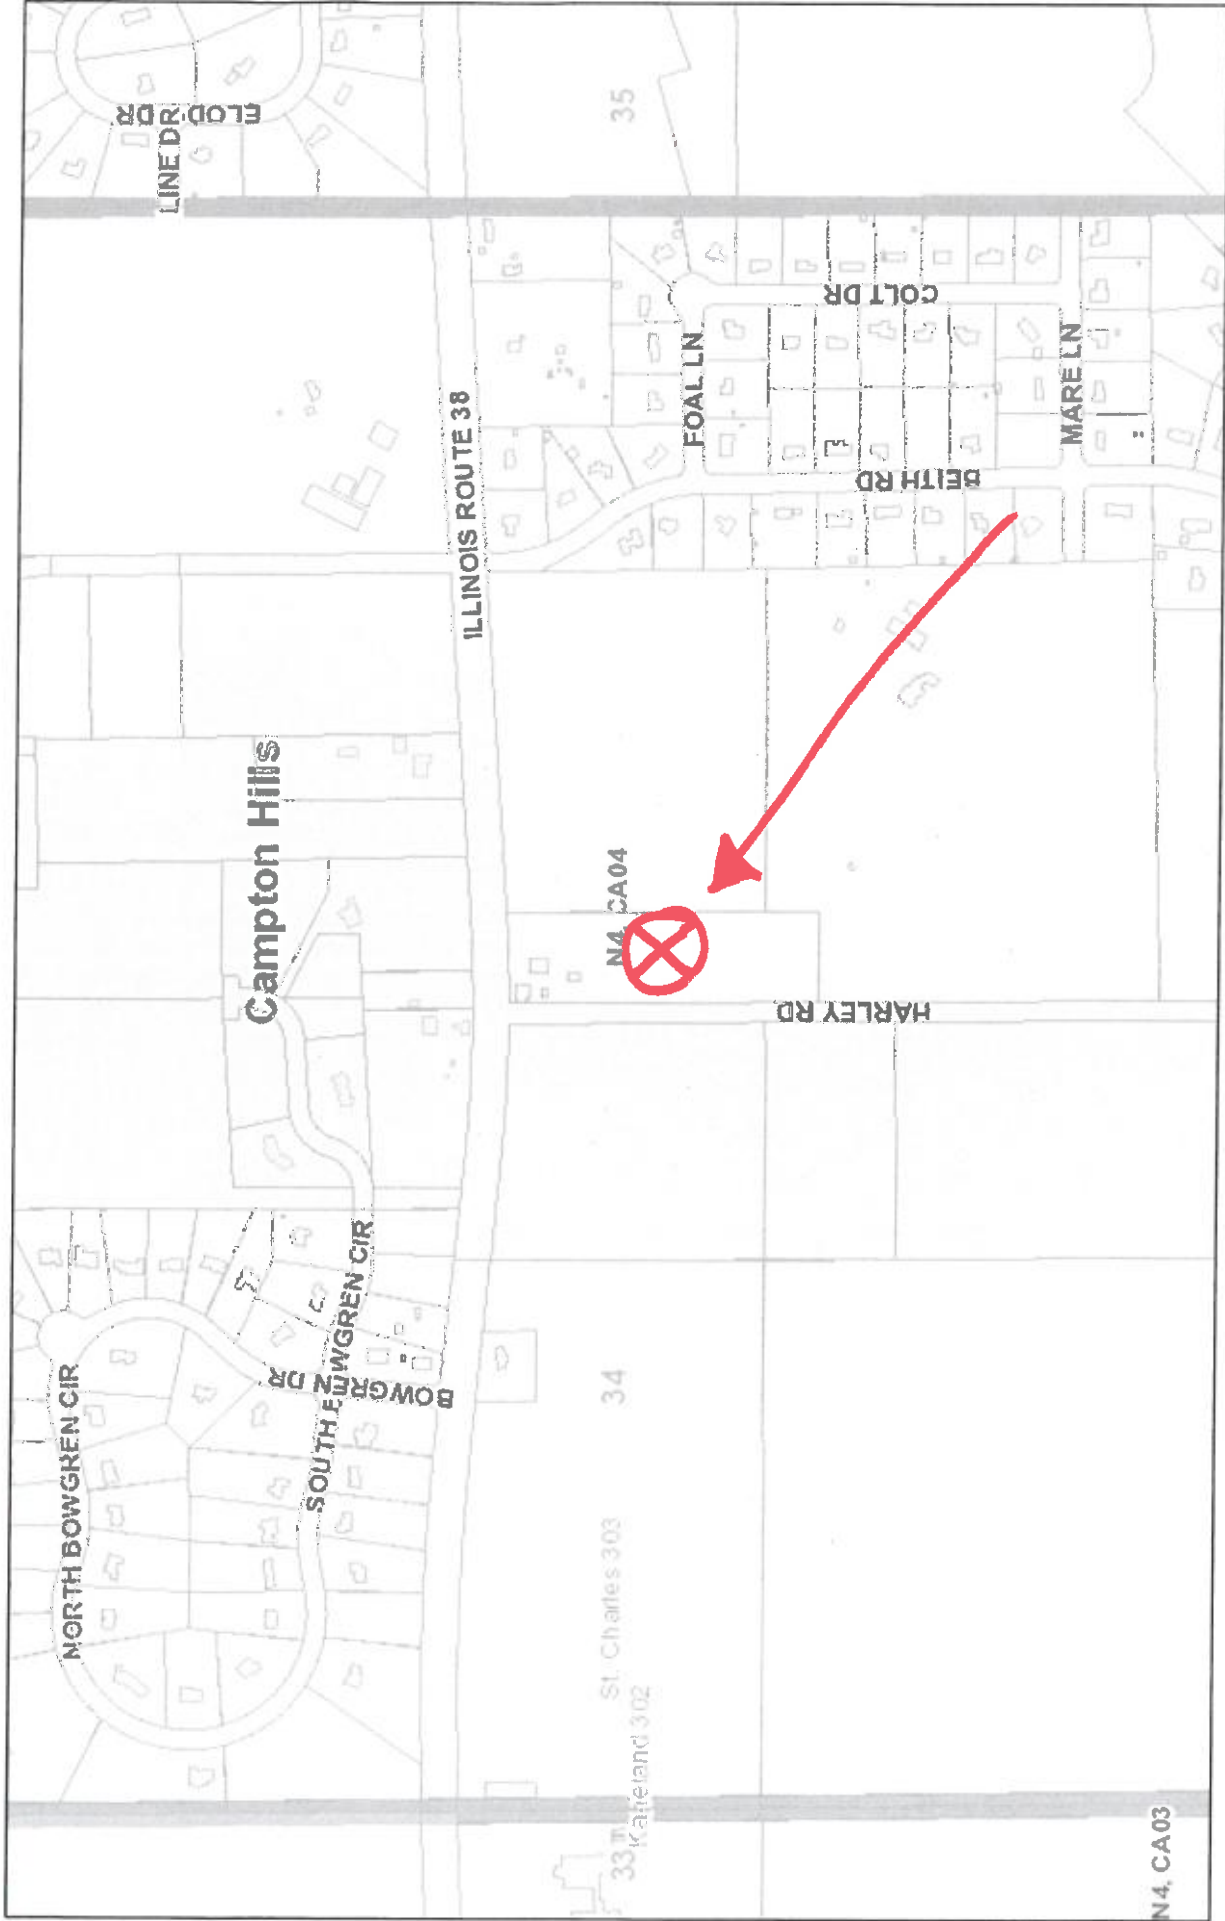 ELOD DR
LINE DR
35
COLT DR
FOAL LN
MARE LN
BEITH RD
ILLINOIS ROUTE 38
Campton Hills
N4, CA04
HARLEY RD
SOUTH BOWGREN CIR
BOWGREN DR
NORTH BOWGREN CIR
34
St. Charles 303
Kaneland 302
33
N4, CA03